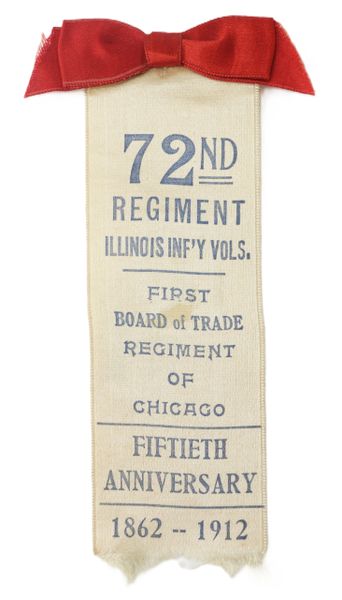 72ND
REGIMENT
ILLINOIS INF'Y VOLS.
FIRST
BOARD of TRADE
REGIMENT
OF
CHICAGO
FIFTIETH
ANNIVERSARY
1862 -- 1912